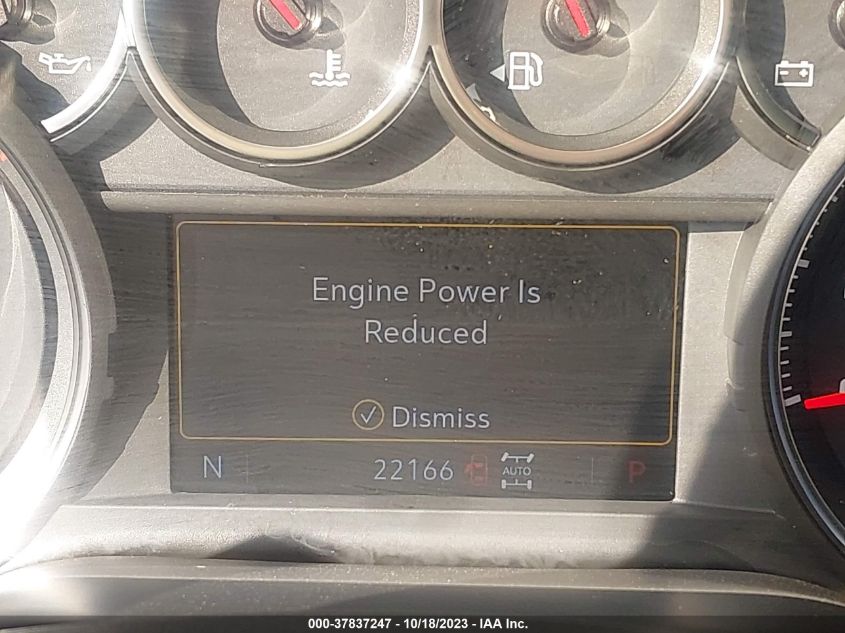 Engine Power Is
Reduced
Dismiss
N 22166 AUTO P
000-37837247 - 10/18/2023 - IAA Inc.